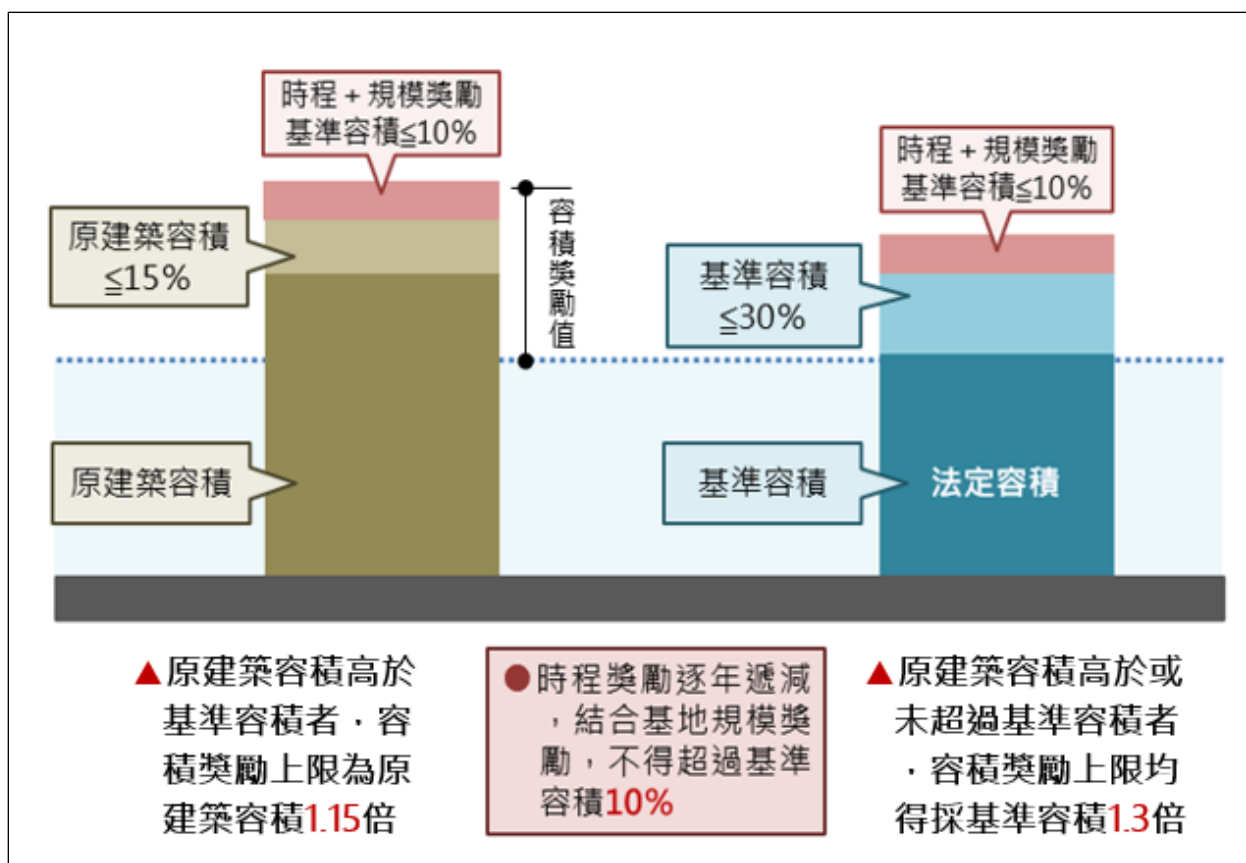 時程 + 規模獎勵
基準容積≦10%
原建築容積
≦15%
原建築容積
容積獎勵值
時程 + 規模獎勵
基準容積≦10%
基準容積
≦30%
基準容積
法定容積
▲原建築容積高於
基準容積者，容
積獎勵上限為原
建築容積1.15倍
●時程獎勵逐年遞減
，結合基地規模獎
勵，不得超過基準
容積10%
▲原建築容積高於或
未超過基準容積者
，容積獎勵上限均
得採基準容積1.3倍